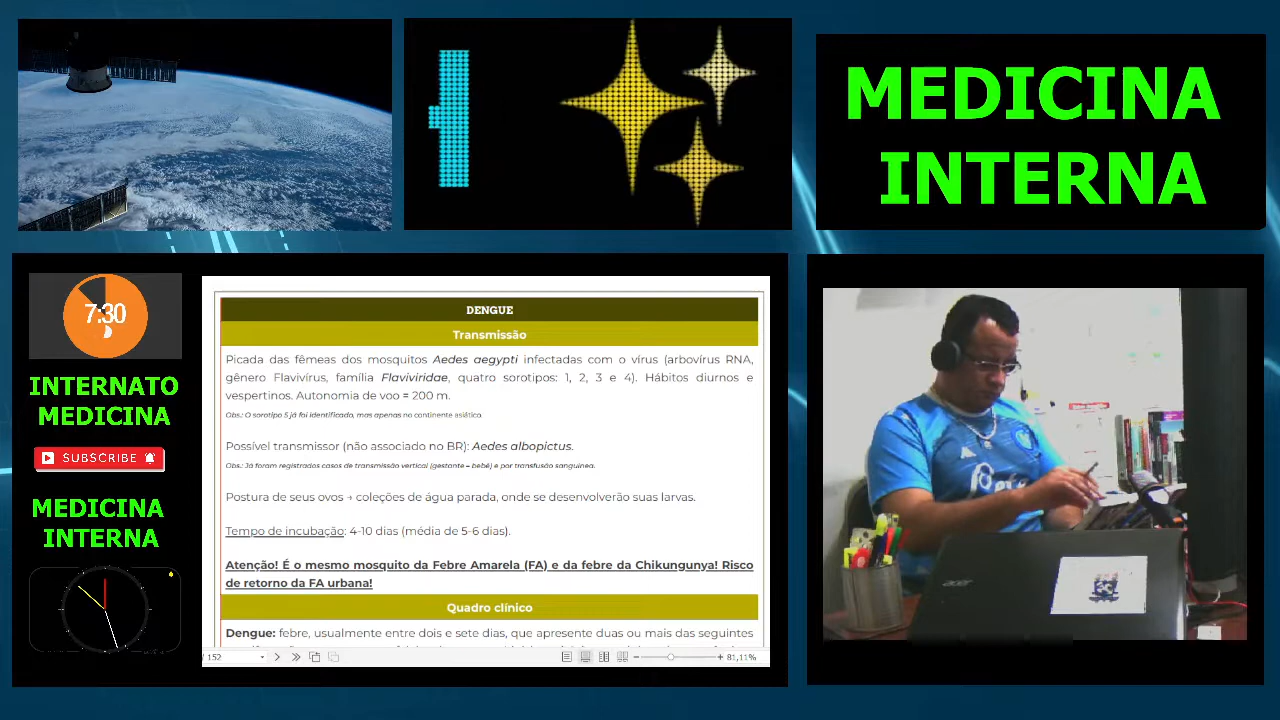 MEDICINA
INTERNA
7:30
INTERNATO
MEDICINA
SUBSCRIBE
MEDICINA
INTERNA
DENGUE
Transmissão
Picada das fêmeas dos mosquitos Aedes aegypti infectadas com o vírus (arbovírus RNA,
gênero Flavivírus, família Flaviviridae, quatro sorotipos: 1, 2, 3 e 4). Hábitos diurnos e
vespertinos. Autonomia de voo = 200 m.
Obs.: O sorotipo 5 já foi identificado, mas apenas no continente asiático.
Possível transmissor (não associado no BR): Aedes albopictus.
Obs.: Já foram registrados casos de transmissão vertical (gestante – bebê) e por transfusão sanguínea.
Postura de seus ovos → coleções de água parada, onde se desenvolverão suas larvas.
Tempo de incubação: 4-10 dias (média de 5-6 dias).
Atenção! É o mesmo mosquito da Febre Amarela (FA) e da febre da Chikungunya! Risco
de retorno da FA urbana!
Quadro clínico
Dengue: febre, usualmente entre dois e sete dias, que apresente duas ou mais das seguintes
/ 152
81,11%
acer